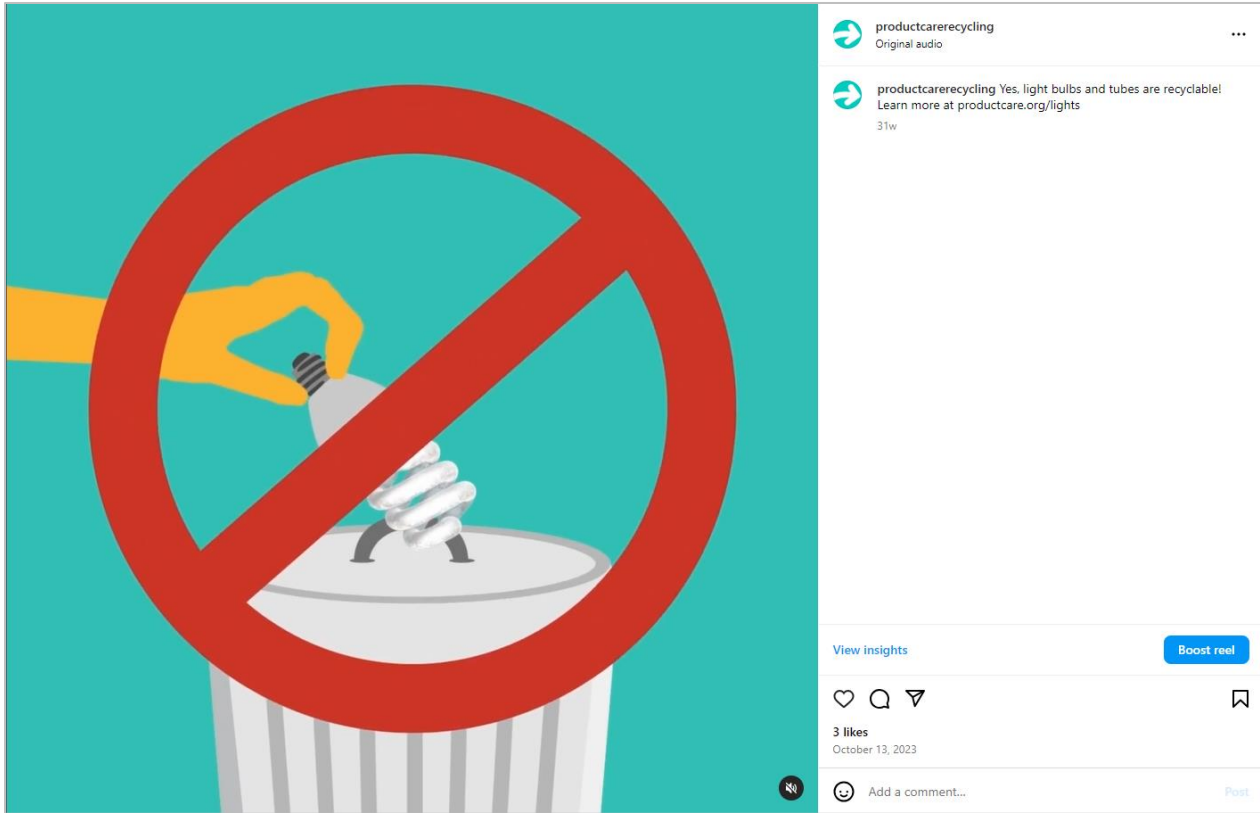 productcarerecycling
Original audio
productcarerecycling Yes, light bulbs and tubes are recyclable!
Learn more at productcare.org/lights
31w
View insights
Boost reel
3 likes
October 13, 2023
Add a comment...
Post